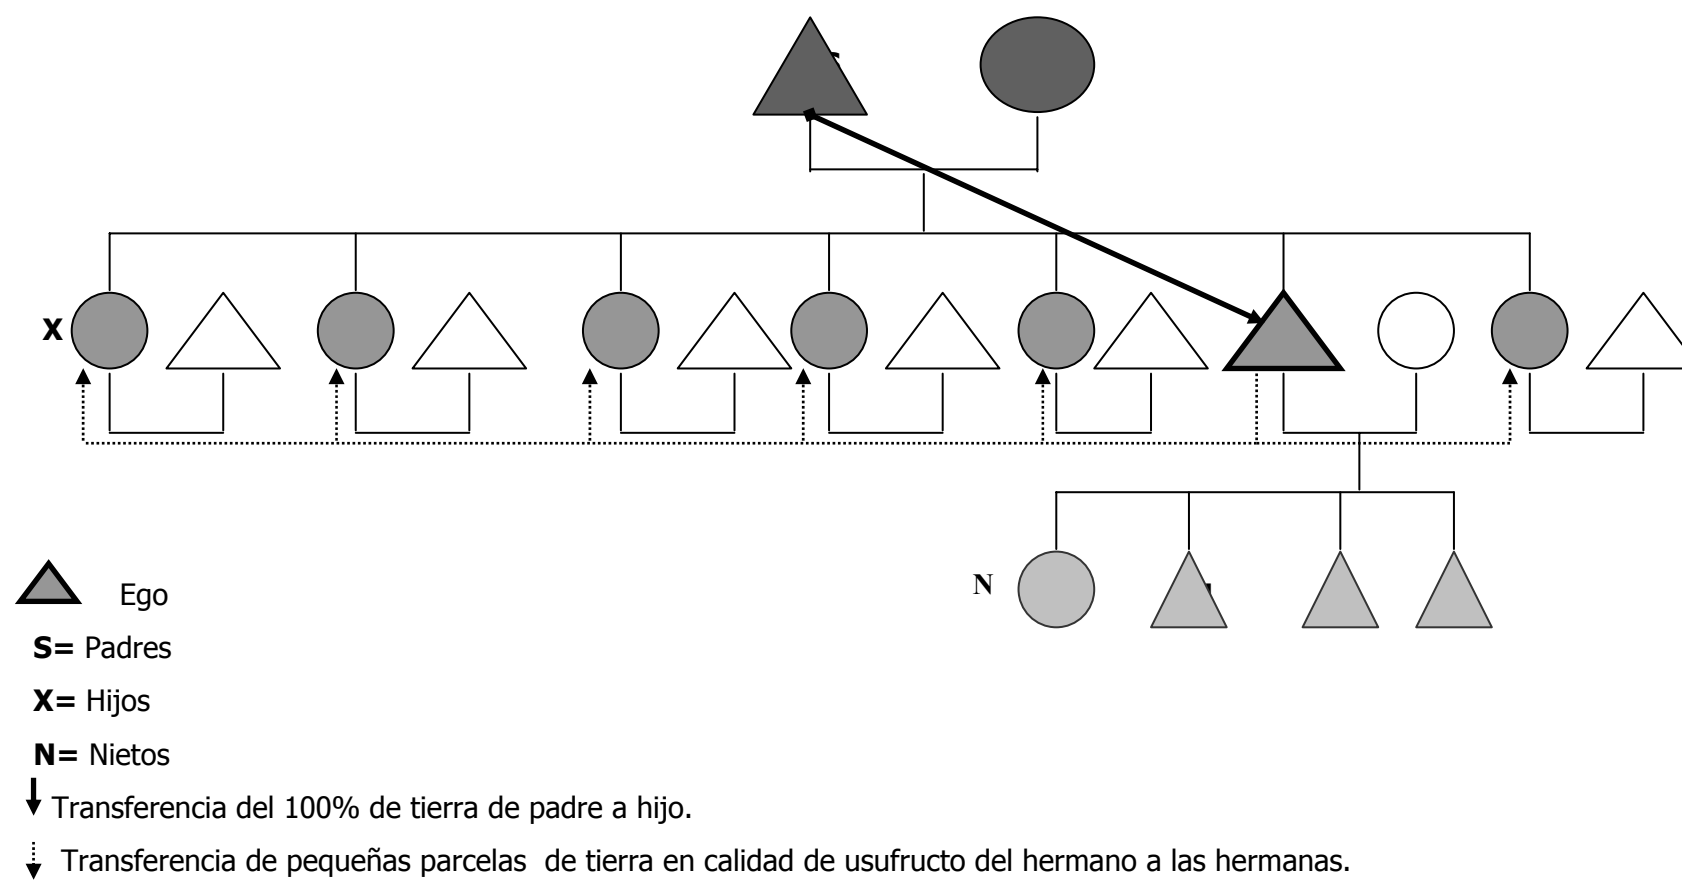 X
N
Ego
S= Padres
X= Hijos
N= Nietos
Transferencia del 100% de tierra de padre a hijo.
Transferencia de pequeñas parcelas de tierra en calidad de usufructo del hermano a las hermanas.